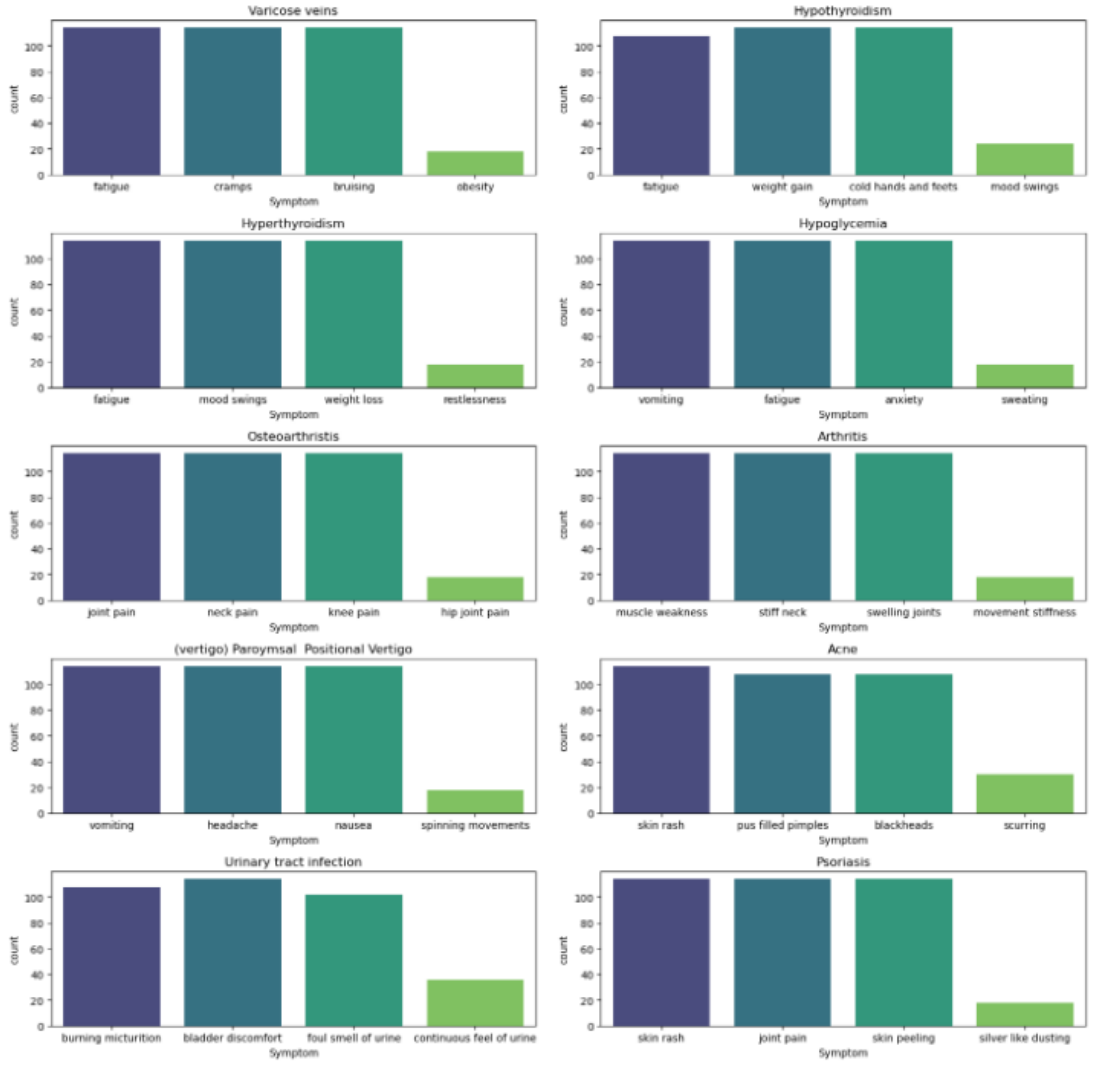 Varicose veins
count
100
80
60
40
20
0
fatigue cramps bruising obesity
Symptom
Hypothyroidism
count
100
80
60
40
20
0
fatigue weight gain cold hands and feets mood swings
Symptom
Hyperthyroidism
count
100
80
60
40
20
0
fatigue mood swings weight loss restlessness
Symptom
Hypoglycemia
count
100
80
60
40
20
0
vomiting fatigue anxiety sweating
Symptom
Osteoarthristis
count
100
80
60
40
20
0
joint pain neck pain knee pain hip joint pain
Symptom
Arthritis
count
100
80
60
40
20
0
muscle weakness stiff neck swelling joints movement stiffness
Symptom
(vertigo) Paroymsal Positional Vertigo
count
100
80
60
40
20
0
vomiting headache nausea spinning movements
Symptom
Acne
count
100
80
60
40
20
0
skin rash pus filled pimples blackheads scurring
Symptom
Urinary tract infection
count
100
80
60
40
20
0
burning micturition bladder discomfort foul smell of urine continuous feel of urine
Symptom
Psoriasis
count
100
80
60
40
20
0
skin rash joint pain skin peeling silver like dusting
Symptom